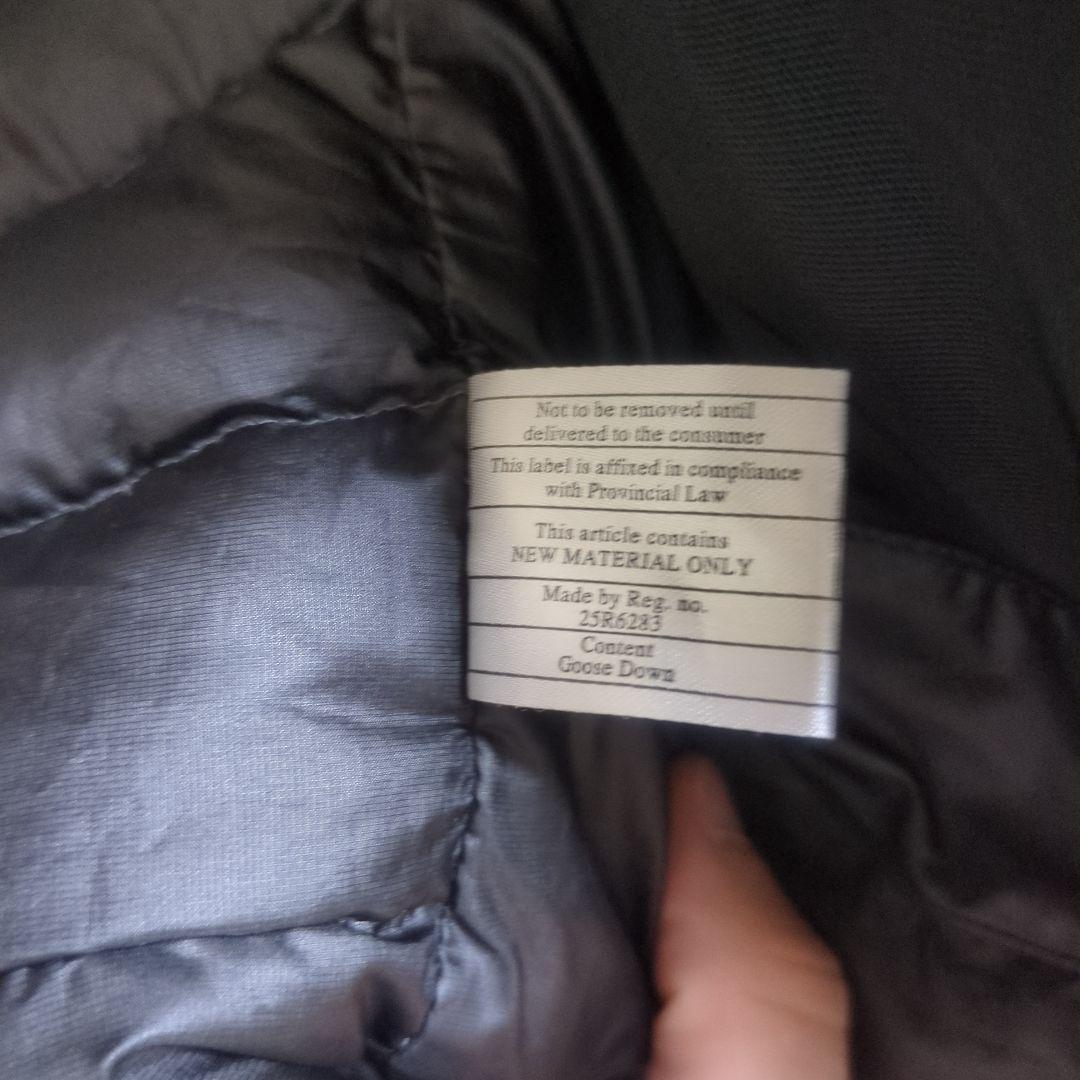 Not to be removed until
delivered to the consumer
This label is affixed in compliance
with Provincial Law
This article contains
NEW MATERIAL ONLY
Made by Reg. no.
25R6283
Content
Goose Down